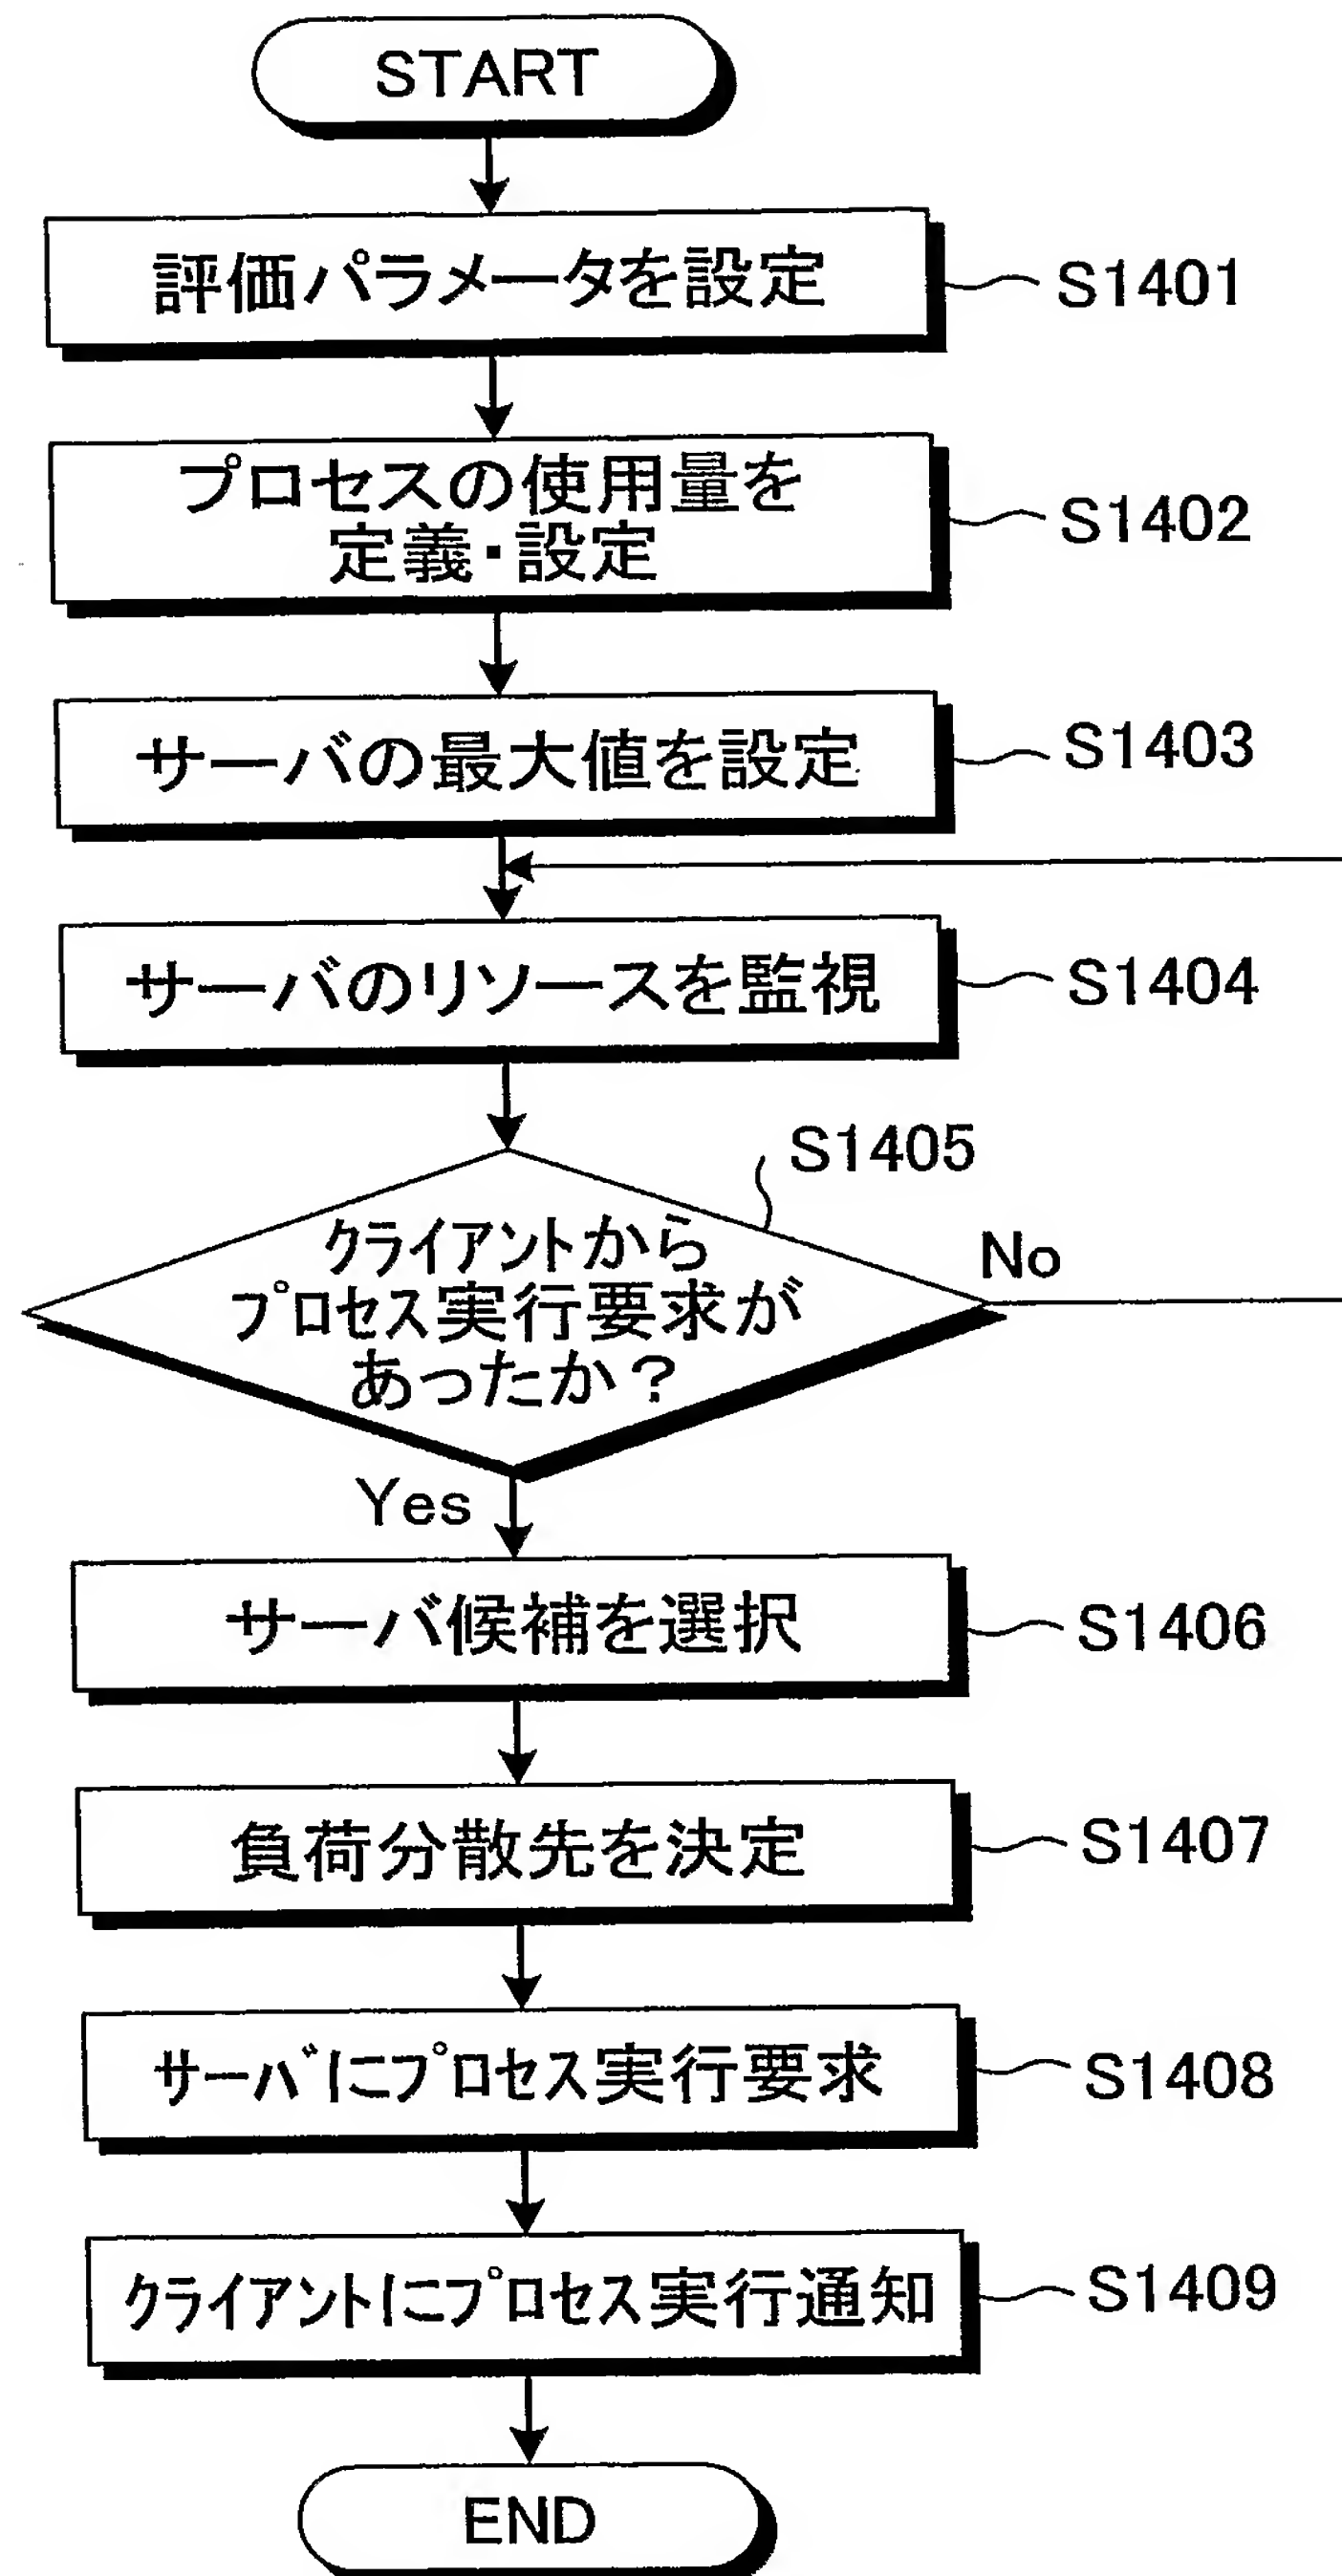 START
評価パラメータを設定
S1401
プロセスの使用量を
定義・設定
S1402
サーバの最大値を設定
S1403
サーバのリソースを監視
S1404
S1405
クライアントから
プロセス実行要求が
あったか？
No
Yes
サーバ候補を選択
S1406
負荷分散先を決定
S1407
サーバにプロセス実行要求
S1408
クライアントにプロセス実行通知
S1409
END